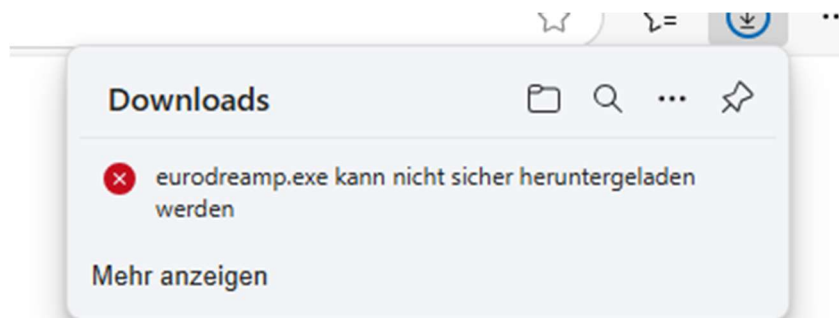 Downloads
eurodreamp.exe kann nicht sicher heruntergeladen
werden
Mehr anzeigen